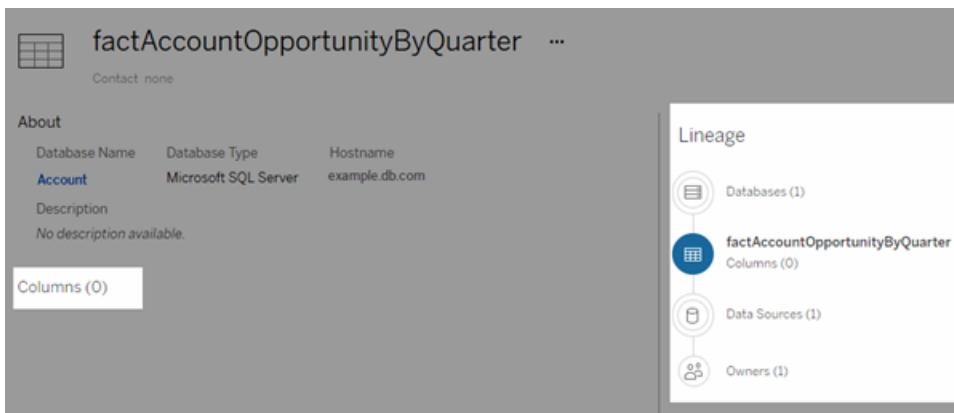 factAccountOpportunityByQuarter ...
Contact none
About
Database Name Database Type Hostname
Account Microsoft SQL Server example.db.com
Description
No description available.
Columns (0)
Lineage
Databases (1)
factAccountOpportunityByQuarter
Columns (0)
Data Sources (1)
Owners (1)